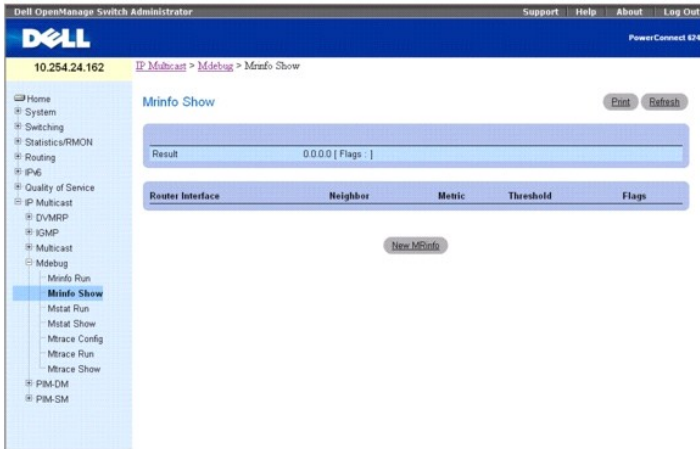 Dell OpenManage Switch Administrator Support Help About Log Out
DELL
PowerConnect 624
10.254.24.162
IP Multicast > Mdebug > Mrinfo Show
Home
System
Switching
Statistics/RMON
Routing
IPv6
Quality of Service
IP Multicast
DVMRP
IGMP
Multicast
Mdebug
Mrinfo Run
Mrinfo Show
Mstat Run
Mstat Show
Mtrace Config
Mtrace Run
Mtrace Show
PIM-DM
PIM-SM
Mrinfo Show
Print Refresh
Result 0.0.0.0 [ Flags : ]
Router Interface Neighbor Metric Threshold Flags
New MRinfo